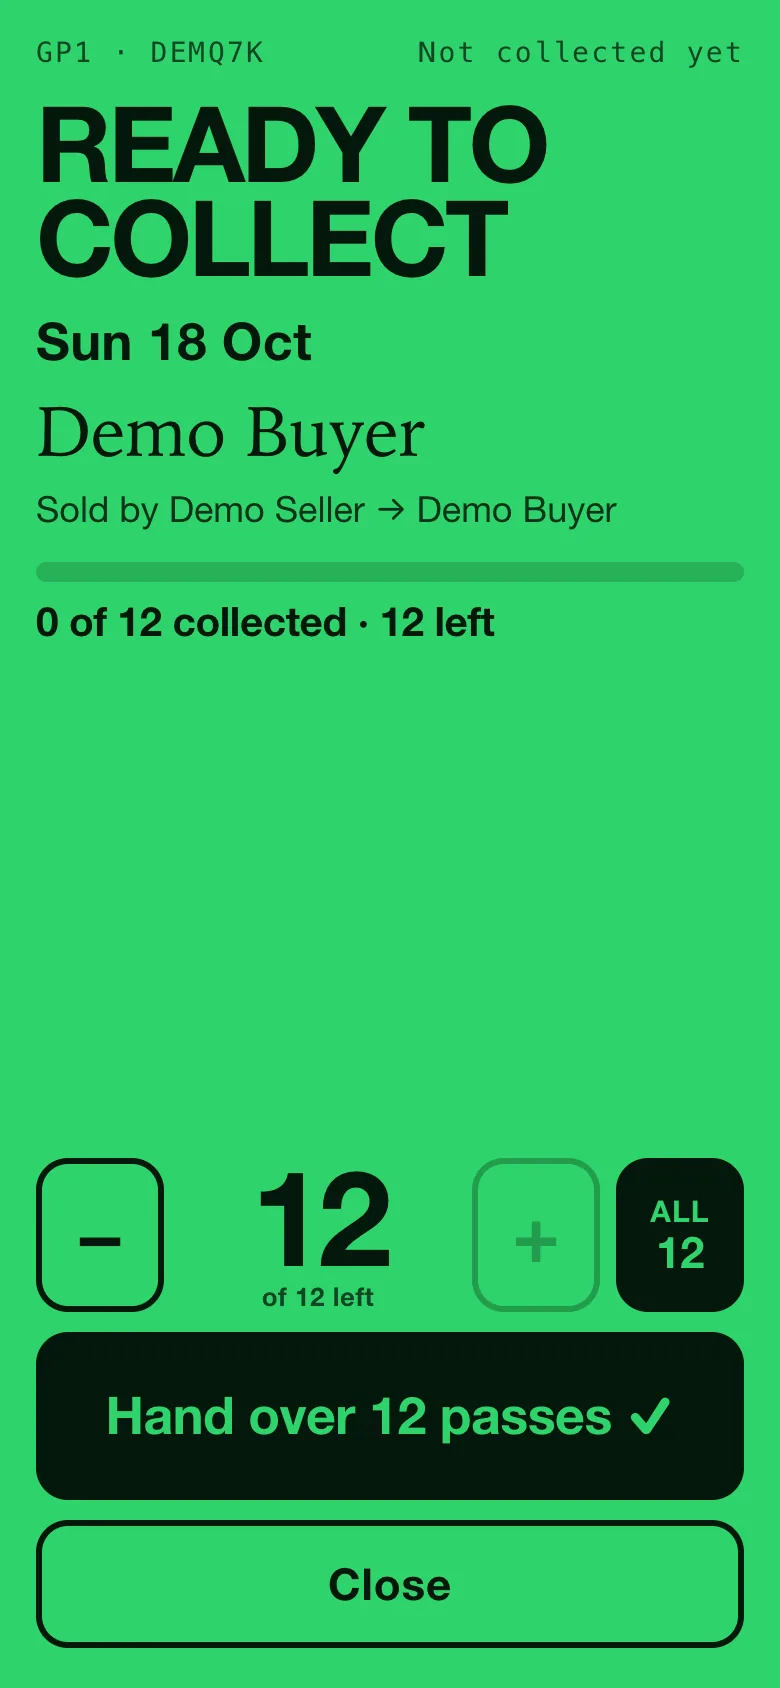 GP1 · DEMQ7K
Not collected yet
READY TO
COLLECT
Sun 18 Oct
Demo Buyer
Sold by Demo Seller → Demo Buyer
0 of 12 collected · 12 left
−
12
of 12 left
+
ALL
12
Hand over 12 passes ✓
Close